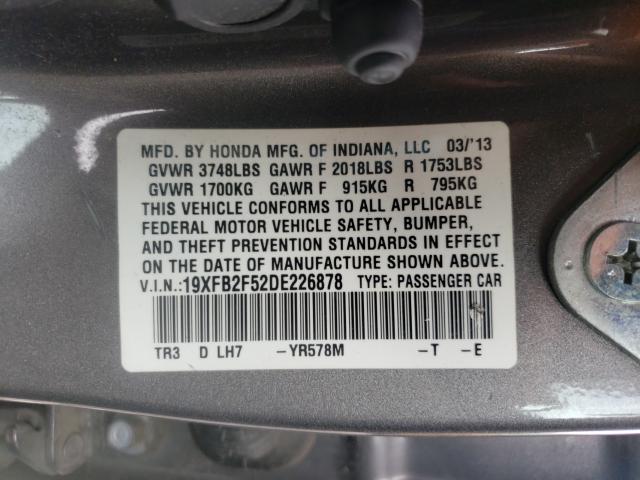 MFD. BY HONDA MFG. OF INDIANA, LLC 03/'13
GVWR 3748LBS GAWR F 2018LBS R 1753LBS
GVWR 1700KG GAWR F 915KG R 795KG
THIS VEHICLE CONFORMS TO ALL APPLICABLE
FEDERAL MOTOR VEHICLE SAFETY, BUMPER,
AND THEFT PREVENTION STANDARDS IN EFFECT
ON THE DATE OF MANUFACTURE SHOWN ABOVE.
V.I.N.:19XFB2F52DE226878 TYPE: PASSENGER CAR
TR3 D LH7 -YR578M -T -E